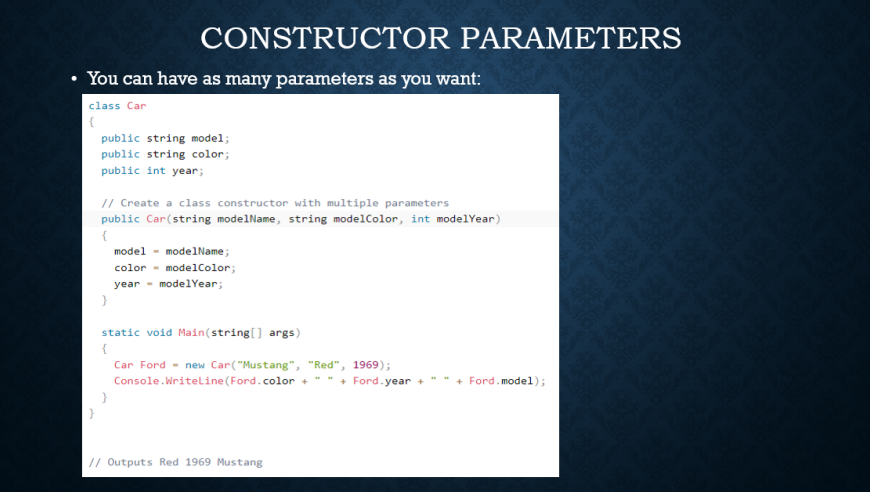 CONSTRUCTOR PARAMETERS
• You can have as many parameters as you want:
class Car
{
  public string model;
  public string color;
  public int year;

  // Create a class constructor with multiple parameters
  public Car(string modelName, string modelColor, int modelYear)
  {
    model = modelName;
    color = modelColor;
    year = modelYear;
  }

  static void Main(string[] args)
  {
    Car Ford = new Car("Mustang", "Red", 1969);
    Console.WriteLine(Ford.color + " " + Ford.year + " " + Ford.model);
  }
}

// Outputs Red 1969 Mustang